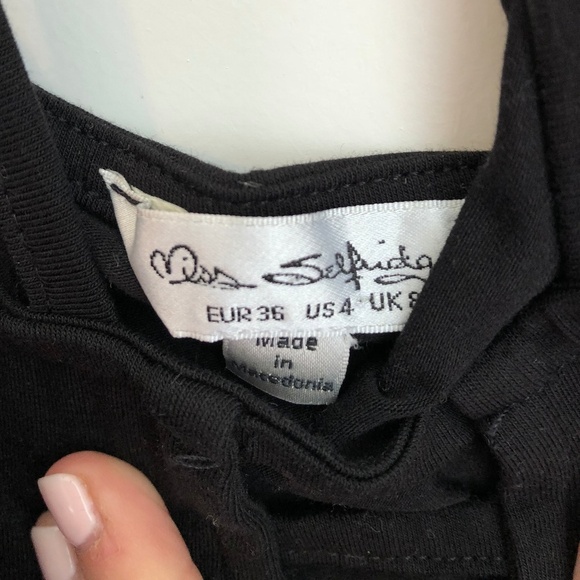 Miss Selfridge
EUR 36 US 4 UK 8
Made
in
Macedonia